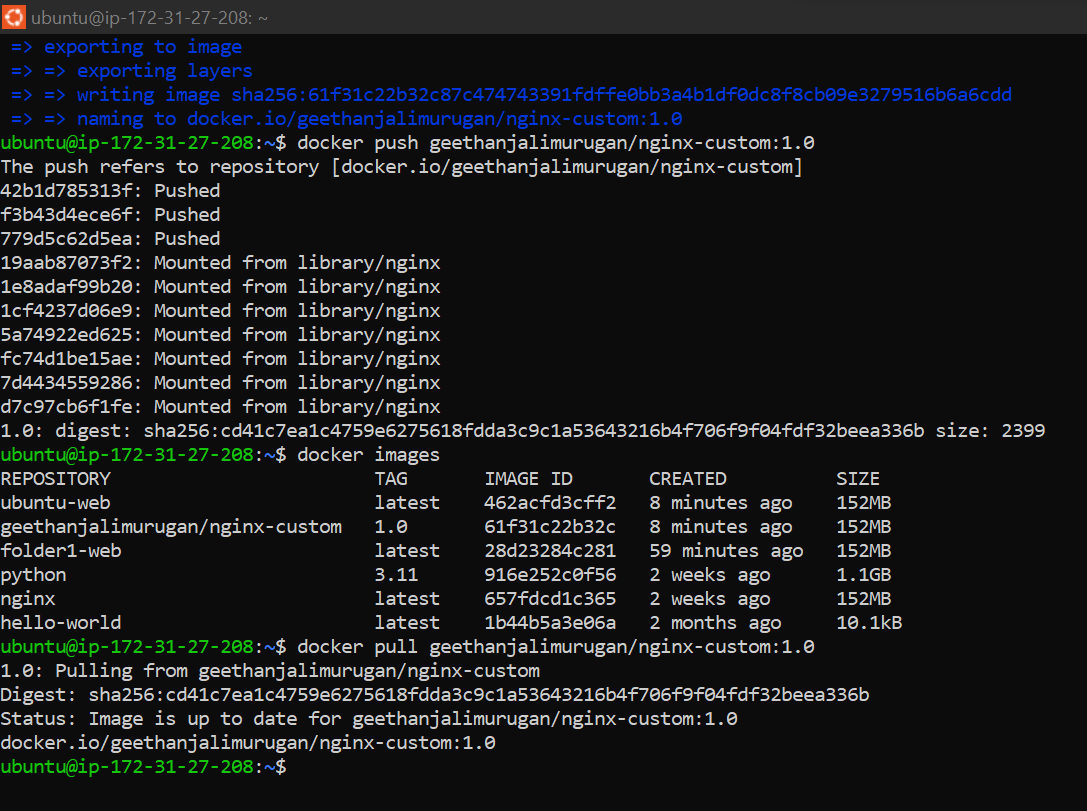 ubuntu@ip-172-31-27-208: ~
=> exporting to image
=> => exporting layers
=> => writing image sha256:61f31c22b32c87c474743391fdffe0bb3a4b1df0dc8f8cb09e3279516b6a6cdd
=> => naming to docker.io/geethanjalimurugan/nginx-custom:1.0
ubuntu@ip-172-31-27-208:~$ docker push geethanjalimurugan/nginx-custom:1.0
The push refers to repository [docker.io/geethanjalimurugan/nginx-custom]
42b1d785313f: Pushed
f3b43d4ece6f: Pushed
779d5c62d5ea: Pushed
19aab87073f2: Mounted from library/nginx
1e8adaf99b20: Mounted from library/nginx
1cf4237d06e9: Mounted from library/nginx
5a74922ed625: Mounted from library/nginx
fc74d1be15ae: Mounted from library/nginx
7d4434559286: Mounted from library/nginx
d7c97cb6f1fe: Mounted from library/nginx
1.0: digest: sha256:cd41c7ea1c4759e6275618fdda3c9c1a53643216b4f706f9f04fdf32beea336b size: 2399
ubuntu@ip-172-31-27-208:~$ docker images
REPOSITORY TAG IMAGE ID CREATED SIZE
ubuntu-web latest 462acfd3cff2 8 minutes ago 152MB
geethanjalimurugan/nginx-custom 1.0 61f31c22b32c 8 minutes ago 152MB
folder1-web latest 28d23284c281 59 minutes ago 152MB
python 3.11 916e252c0f56 2 weeks ago 1.1GB
nginx latest 657fdcd1c365 2 weeks ago 152MB
hello-world latest 1b44b5a3e06a 2 months ago 10.1kB
ubuntu@ip-172-31-27-208:~$ docker pull geethanjalimurugan/nginx-custom:1.0
1.0: Pulling from geethanjalimurugan/nginx-custom
Digest: sha256:cd41c7ea1c4759e6275618fdda3c9c1a53643216b4f706f9f04fdf32beea336b
Status: Image is up to date for geethanjalimurugan/nginx-custom:1.0
docker.io/geethanjalimurugan/nginx-custom:1.0
ubuntu@ip-172-31-27-208:~$